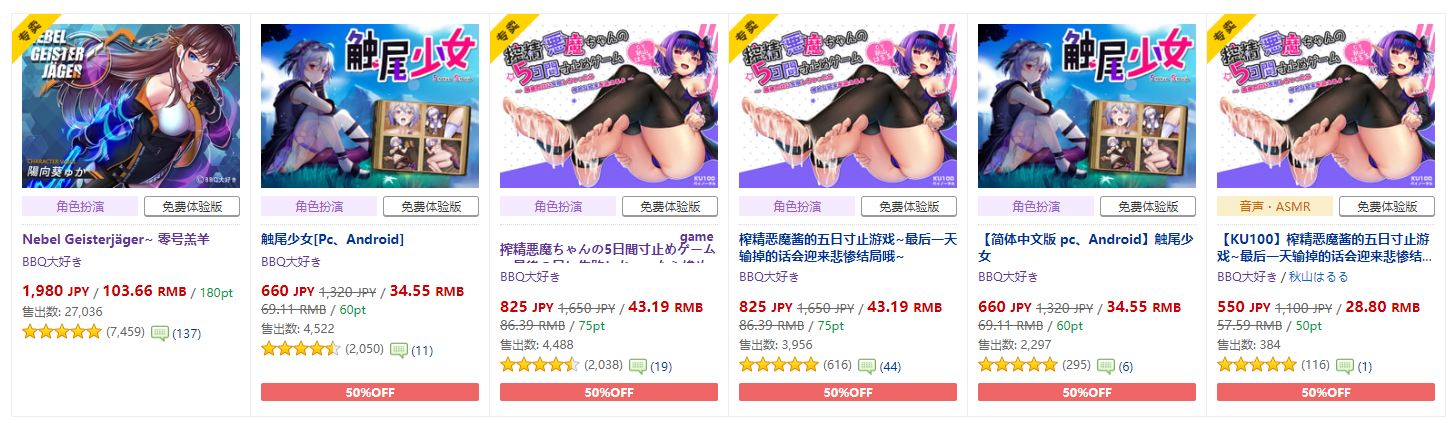 专卖
NEBEL
GEISTER
JÄGER
CHARACTER VOICE
陽向葵ゅか
©BBQ大好き
角色扮演
免费体验版
Nebel Geisterjäger~ 零号羔羊
BBQ大好き
1,980 JPY / 103.66 RMB / 180pt
售出数: 27,036
(7,459) (137)
触尾少女
角色扮演
免费体验版
触尾少女[Pc、Android]
BBQ大好き
660 JPY 1,320 JPY / 34.55 RMB
69.11 RMB / 60pt
售出数: 4,522
(2,050) (11)
50%OFF
专卖
搾精悪魔ちゃんの
5日間寸止めゲーム
KU100
角色扮演
免费体验版
game
搾精悪魔ちゃんの5日間寸止めゲーム
BBQ大好き
825 JPY 1,650 JPY / 43.19 RMB
86.39 RMB / 75pt
售出数: 4,488
(2,038) (19)
50%OFF
搾精悪魔ちゃんの
5日間寸止めゲーム
KU100
角色扮演
免费体验版
榨精恶魔酱的五日寸止游戏~最后一天
输掉的话会迎来悲惨结局哦~
BBQ大好き
825 JPY 1,650 JPY / 43.19 RMB
86.39 RMB / 75pt
售出数: 3,956
(616) (44)
50%OFF
触尾少女
角色扮演
免费体验版
【简体中文版 pc、Android】触尾少
女
BBQ大好き
660 JPY 1,320 JPY / 34.55 RMB
69.11 RMB / 60pt
售出数: 2,297
(295) (6)
50%OFF
专卖
搾精悪魔ちゃんの
5日間寸止めゲーム
KU100
音声・ASMR
免费体验版
【KU100】榨精恶魔酱的五日寸止游
戏~最后一天输掉的话会迎来悲惨结...
BBQ大好き / 秋山はるる
550 JPY 1,100 JPY / 28.80 RMB
57.59 RMB / 50pt
售出数: 384
(116) (1)
50%OFF